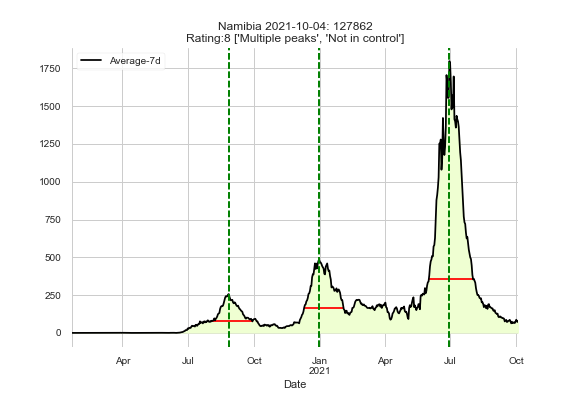 Namibia 2021-10-04: 127862
Rating:8 ['Multiple peaks', 'Not in control']
Average-7d
1750
1500
1250
1000
750
500
250
0
Apr Jul Oct Jan Apr Jul Oct
2021
Date